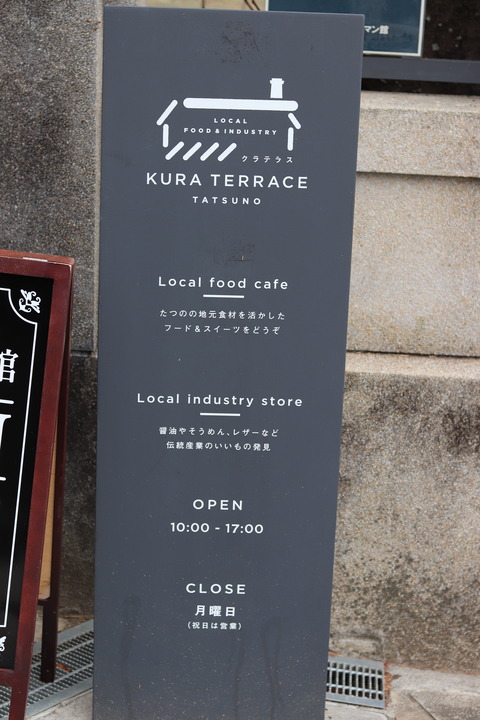 マン館
LOCAL
FOOD & INDUSTRY
クラテラス
KURA TERRACE
TATSUNO
Local food cafe
たつのの地元食材を活かした
フード＆スイーツをどうぞ
Local industry store
醤油やそうめん、レザーなど
伝統産業のいいもの発見
OPEN
10:00 - 17:00
CLOSE
月曜日
(祝日は営業)
館